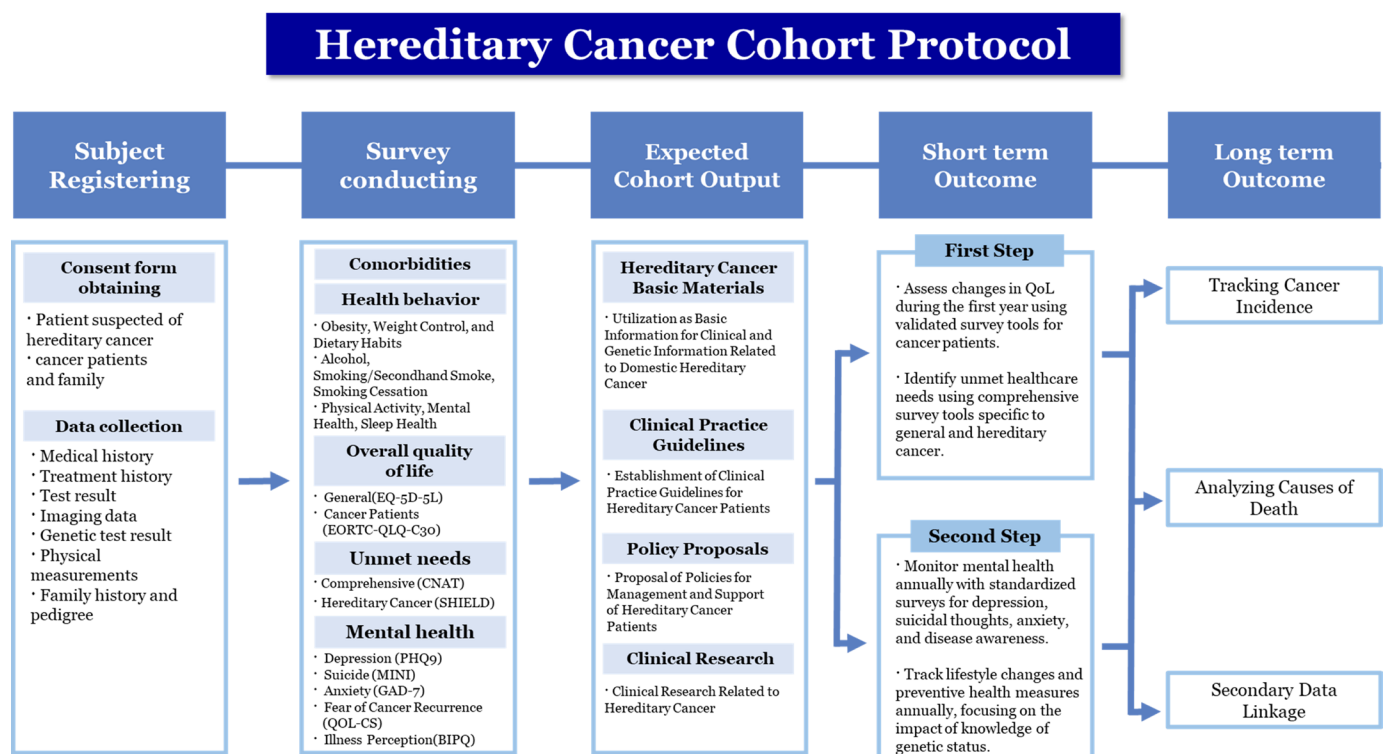 Hereditary Cancer Cohort Protocol
Subject
Registering
Survey
conducting
Expected
Cohort Output
Short term
Outcome
Long term
Outcome
Consent form
obtaining
· Patient suspected of
hereditary cancer
· cancer patients
and family
Data collection
· Medical history
· Treatment history
· Test result
· Imaging data
· Genetic test result
· Physical
measurements
· Family history and
pedigree
Comorbidities
Health behavior
· Obesity, Weight Control, and
Dietary Habits
· Alcohol,
Smoking/Secondhand Smoke,
Smoking Cessation
· Physical Activity, Mental
Health, Sleep Health
Overall quality
of life
· General(EQ-5D-5L)
· Cancer Patients
(EORTC-QLQ-C30)
Unmet needs
· Comprehensive (CNAT)
· Hereditary Cancer (SHIELD)
Mental health
· Depression (PHQ9)
· Suicide (MINI)
· Anxiety (GAD-7)
· Fear of Cancer Recurrence
(QOL-CS)
· Illness Perception(BIPQ)
Hereditary Cancer
Basic Materials
· Utilization as Basic
Information for Clinical and
Genetic Information Related
to Domestic Hereditary
Cancer
Clinical Practice
Guidelines
· Establishment of Clinical
Practice Guidelines for
Hereditary Cancer Patients
Policy Proposals
· Proposal of Policies for
Management and Support
of Hereditary Cancer
Patients
Clinical Research
· Clinical Research Related to
Hereditary Cancer
First Step
· Assess changes in QoL
during the first year using
validated survey tools for
cancer patients.
· Identify unmet healthcare
needs using comprehensive
survey tools specific to
general and hereditary
cancer.
Second Step
· Monitor mental health
annually with standardized
surveys for depression,
suicidal thoughts, anxiety,
and disease awareness.
· Track lifestyle changes and
preventive health measures
annually, focusing on the
impact of knowledge of
genetic status.
Tracking Cancer
Incidence
Analyzing Causes of
Death
Secondary Data
Linkage